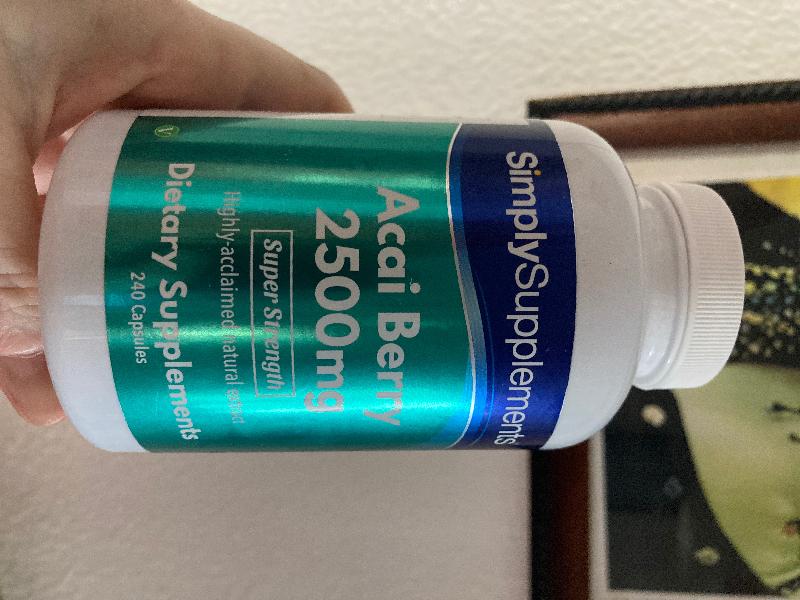 SimplySupplements
Acai Berry
2500mg
Super Strength
Highly-acclaimed natural extract
Dietary Supplements
240 Capsules
V